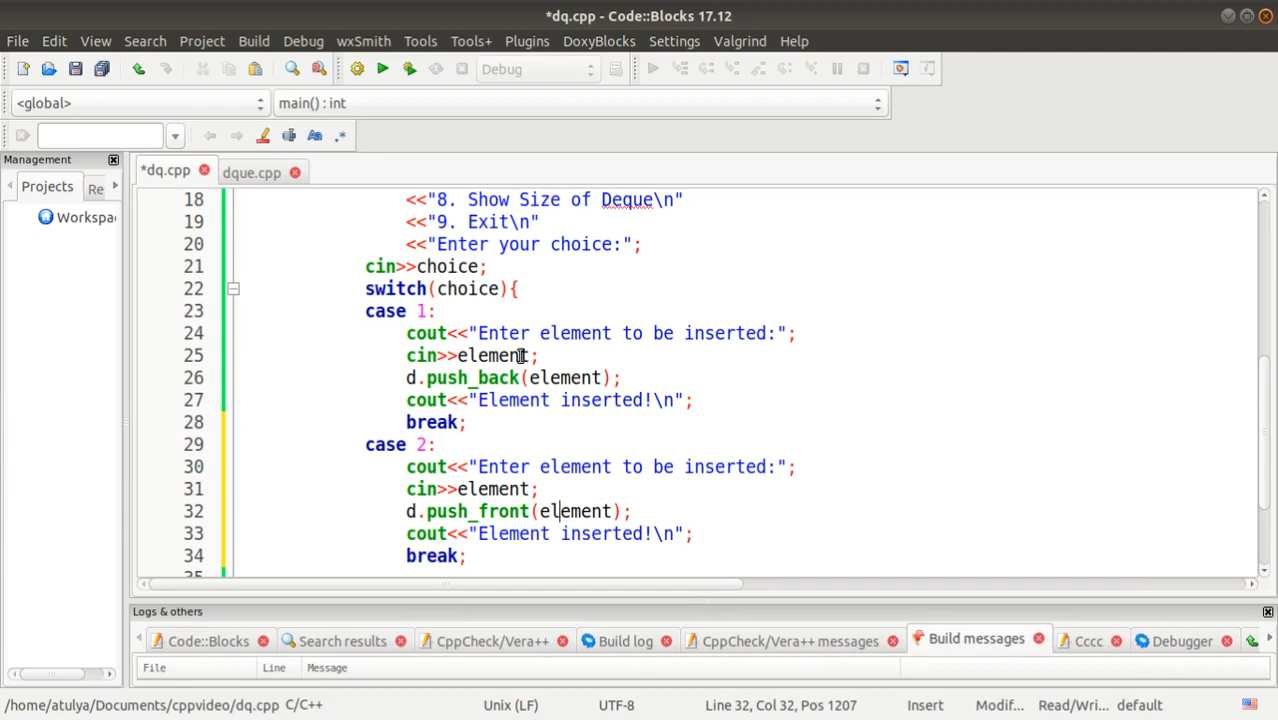 *dq.cpp - Code::Blocks 17.12
File Edit View Search Project Build Debug wxSmith Tools Tools+ Plugins DoxyBlocks Settings Valgrind Help
Debug
<global> main() : int
Management
Projects Re
Workspa
*dq.cpp dque.cpp
18 <<"8. Show Size of Deque\n"
19 <<"9. Exit\n"
20 <<"Enter your choice:";
21 cin>>choice;
22 switch(choice){
23 case 1:
24 cout<<"Enter element to be inserted:";
25 cin>>element;
26 d.push_back(element);
27 cout<<"Element inserted!\n";
28 break;
29 case 2:
30 cout<<"Enter element to be inserted:";
31 cin>>element;
32 d.push_front(element);
33 cout<<"Element inserted!\n";
34 break;
Logs & others
Code::Blocks Search results CppCheck/Vera++ Build log CppCheck/Vera++ messages Build messages Cccc Debugger
File Line Message
/home/atulya/Documents/cppvideo/dq.cpp C/C++ Unix (LF) UTF-8 Line 32, Col 32, Pos 1207 Insert Modif... Read/Wri... default